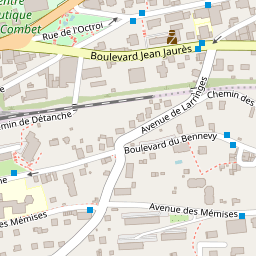 entre
utique
Combet
Rue de l'Octroi
Boulevard Jean Jaurès
Avenue de Larringes
Chemin des
min de Détanche
Boulevard du Bennevy
ne
Avenue des Mémises
es Mémises